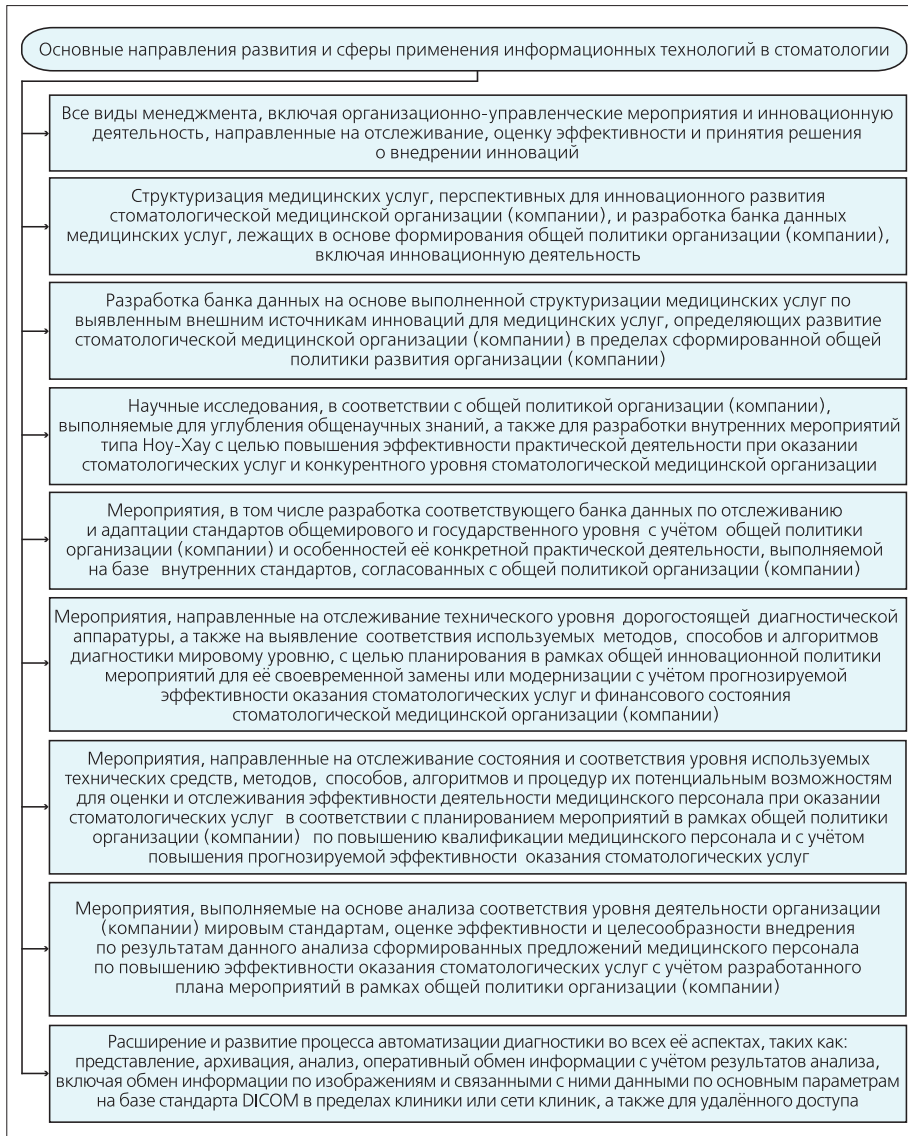 Основные направления развития и сферы применения информационных технологий в стоматологии
Все виды менеджмента, включая организационно-управленческие мероприятия и инновационную
деятельность, направленные на отслеживание, оценку эффективности и принятия решения
о внедрении инноваций
Структуризация медицинских услуг, перспективных для инновационного развития
стоматологической медицинской организации (компании), и разработка банка данных
медицинских услуг, лежащих в основе формирования общей политики организации (компании),
включая инновационную деятельность
Разработка банка данных на основе выполненной структуризации медицинских услуг по
выявленным внешним источникам инноваций для медицинских услуг, определяющих развитие
стоматологической медицинской организации (компании) в пределах сформированной общей
политики развития организации (компании)
Научные исследования, в соответствии с общей политикой организации (компании),
выполняемые для углубления общенаучных знаний, а также для разработки внутренних мероприятий
типа Ноу-Хау с целью повышения эффективности практической деятельности при оказании
стоматологических услуг и конкурентного уровня стоматологической медицинской организации
Мероприятия, в том числе разработка соответствующего банка данных по отслеживанию
и адаптации стандартов общемирового и государственного уровня с учётом общей политики
организации (компании) и особенностей её конкретной практической деятельности, выполняемой
на базе внутренних стандартов, согласованных с общей политикой организации (компании)
Мероприятия, направленные на отслеживание технического уровня дорогостоящей диагностической
аппаратуры, а также на выявление соответствия используемых методов, способов и алгоритмов
диагностики мировому уровню, с целью планирования в рамках общей инновационной политики
мероприятий для её своевременной замены или модернизации с учётом прогнозируемой
эффективности оказания стоматологических услуг и финансового состояния
стоматологической медицинской организации (компании)
Мероприятия, направленные на отслеживание состояния и соответствия уровня используемых
технических средств, методов, способов, алгоритмов и процедур их потенциальным возможностям
для оценки и отслеживания эффективности деятельности медицинского персонала при оказании
стоматологических услуг в соответствии с планированием мероприятий в рамках общей политики
организации (компании) по повышению квалификации медицинского персонала и с учётом
повышения прогнозируемой эффективности оказания стоматологических услуг
Мероприятия, выполняемые на основе анализа соответствия уровня деятельности организации
(компании) мировым стандартам, оценке эффективности и целесообразности внедрения
по результатам данного анализа сформированных предложений медицинского персонала
по повышению эффективности оказания стоматологических услуг с учётом разработанного
плана мероприятий в рамках общей политики организации (компании)
Расширение и развитие процесса автоматизации диагностики во всех её аспектах, таких как:
представление, архивация, анализ, оперативный обмен информации с учётом результатов анализа,
включая обмен информации по изображениям и связанными с ними данными по основным параметрам
на базе стандарта DICOM в пределах клиники или сети клиник, а также для удалённого доступа